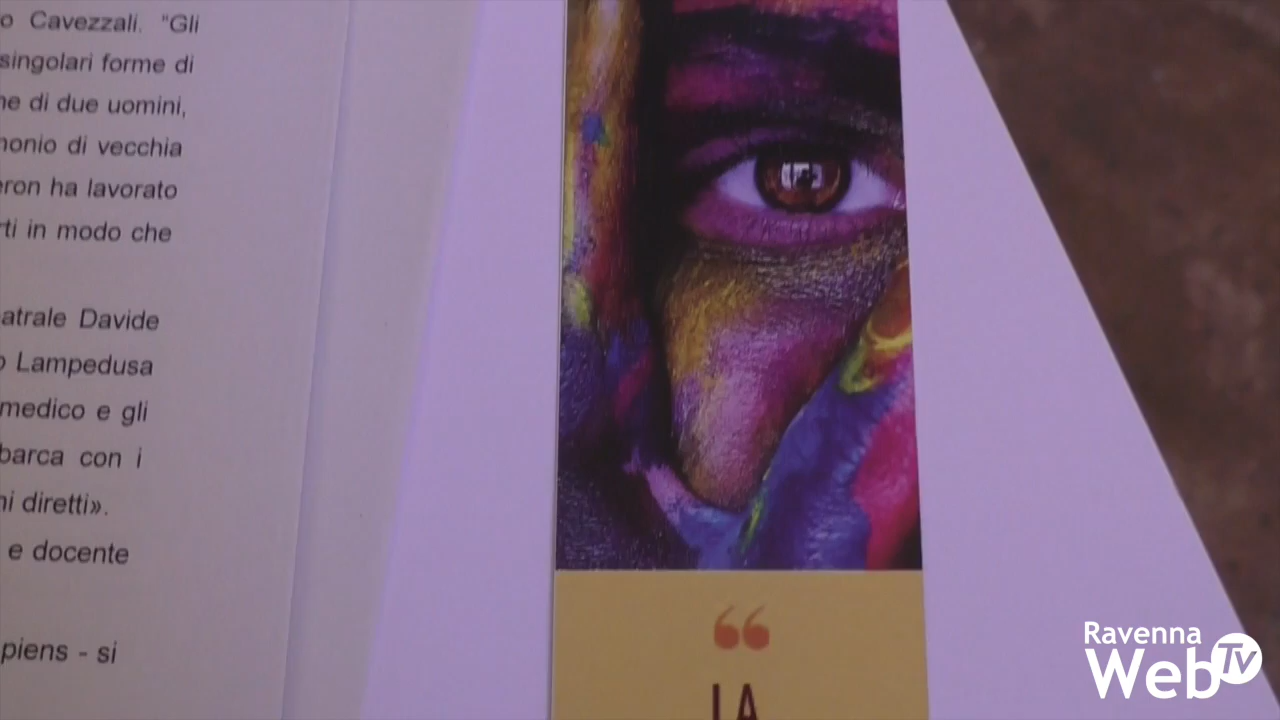 o Cavezzali. “Gli
singolari forme di
ne di due uomini,
nonio di vecchia
eron ha lavorato
rti in modo che
atrale Davide
o Lampedusa
medico e gli
barca con i
ni diretti».
e docente
piens - si
“
LA
Ravenna
WebTv